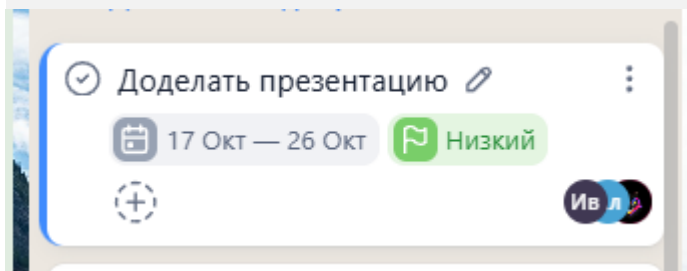 Доделать презентацию
17 Окт — 26 Окт Низкий
Ив л